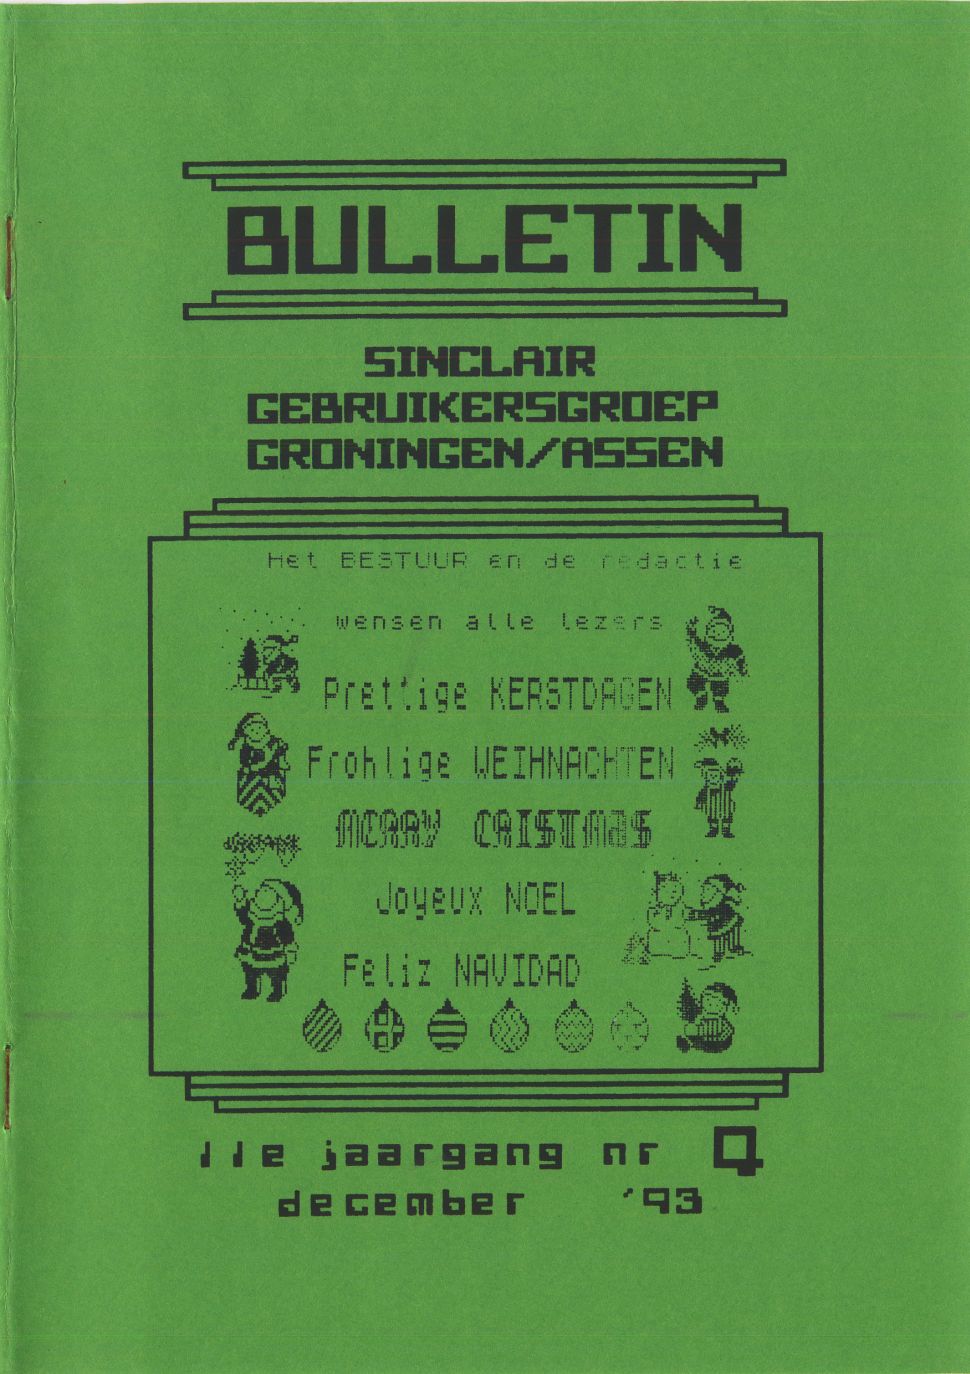 BULLETIN
SINCLAIR
GEBRUIKERSGROEP
GRONINGEN/ASSEN
Het BESTUUR en de redactie
wensen alle lezers
Prettige KERSTDAGEN
Frohlige WEIHNACHTEN
MERRY CRISTMAS
Joyeux NOEL
Feliz NAVIDAD
11e jaargang nr 9
december '93